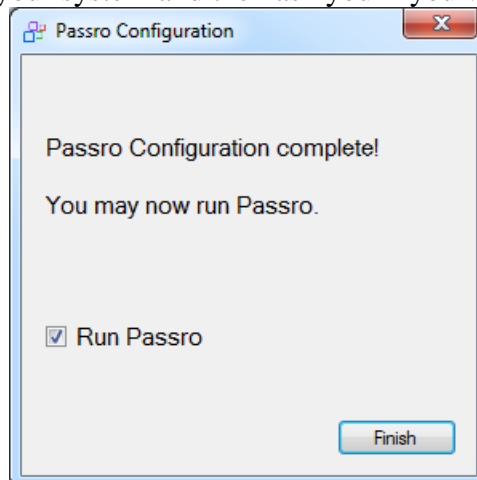 Passro Configuration
Passro Configuration complete!
You may now run Passro.
Run Passro
Finish